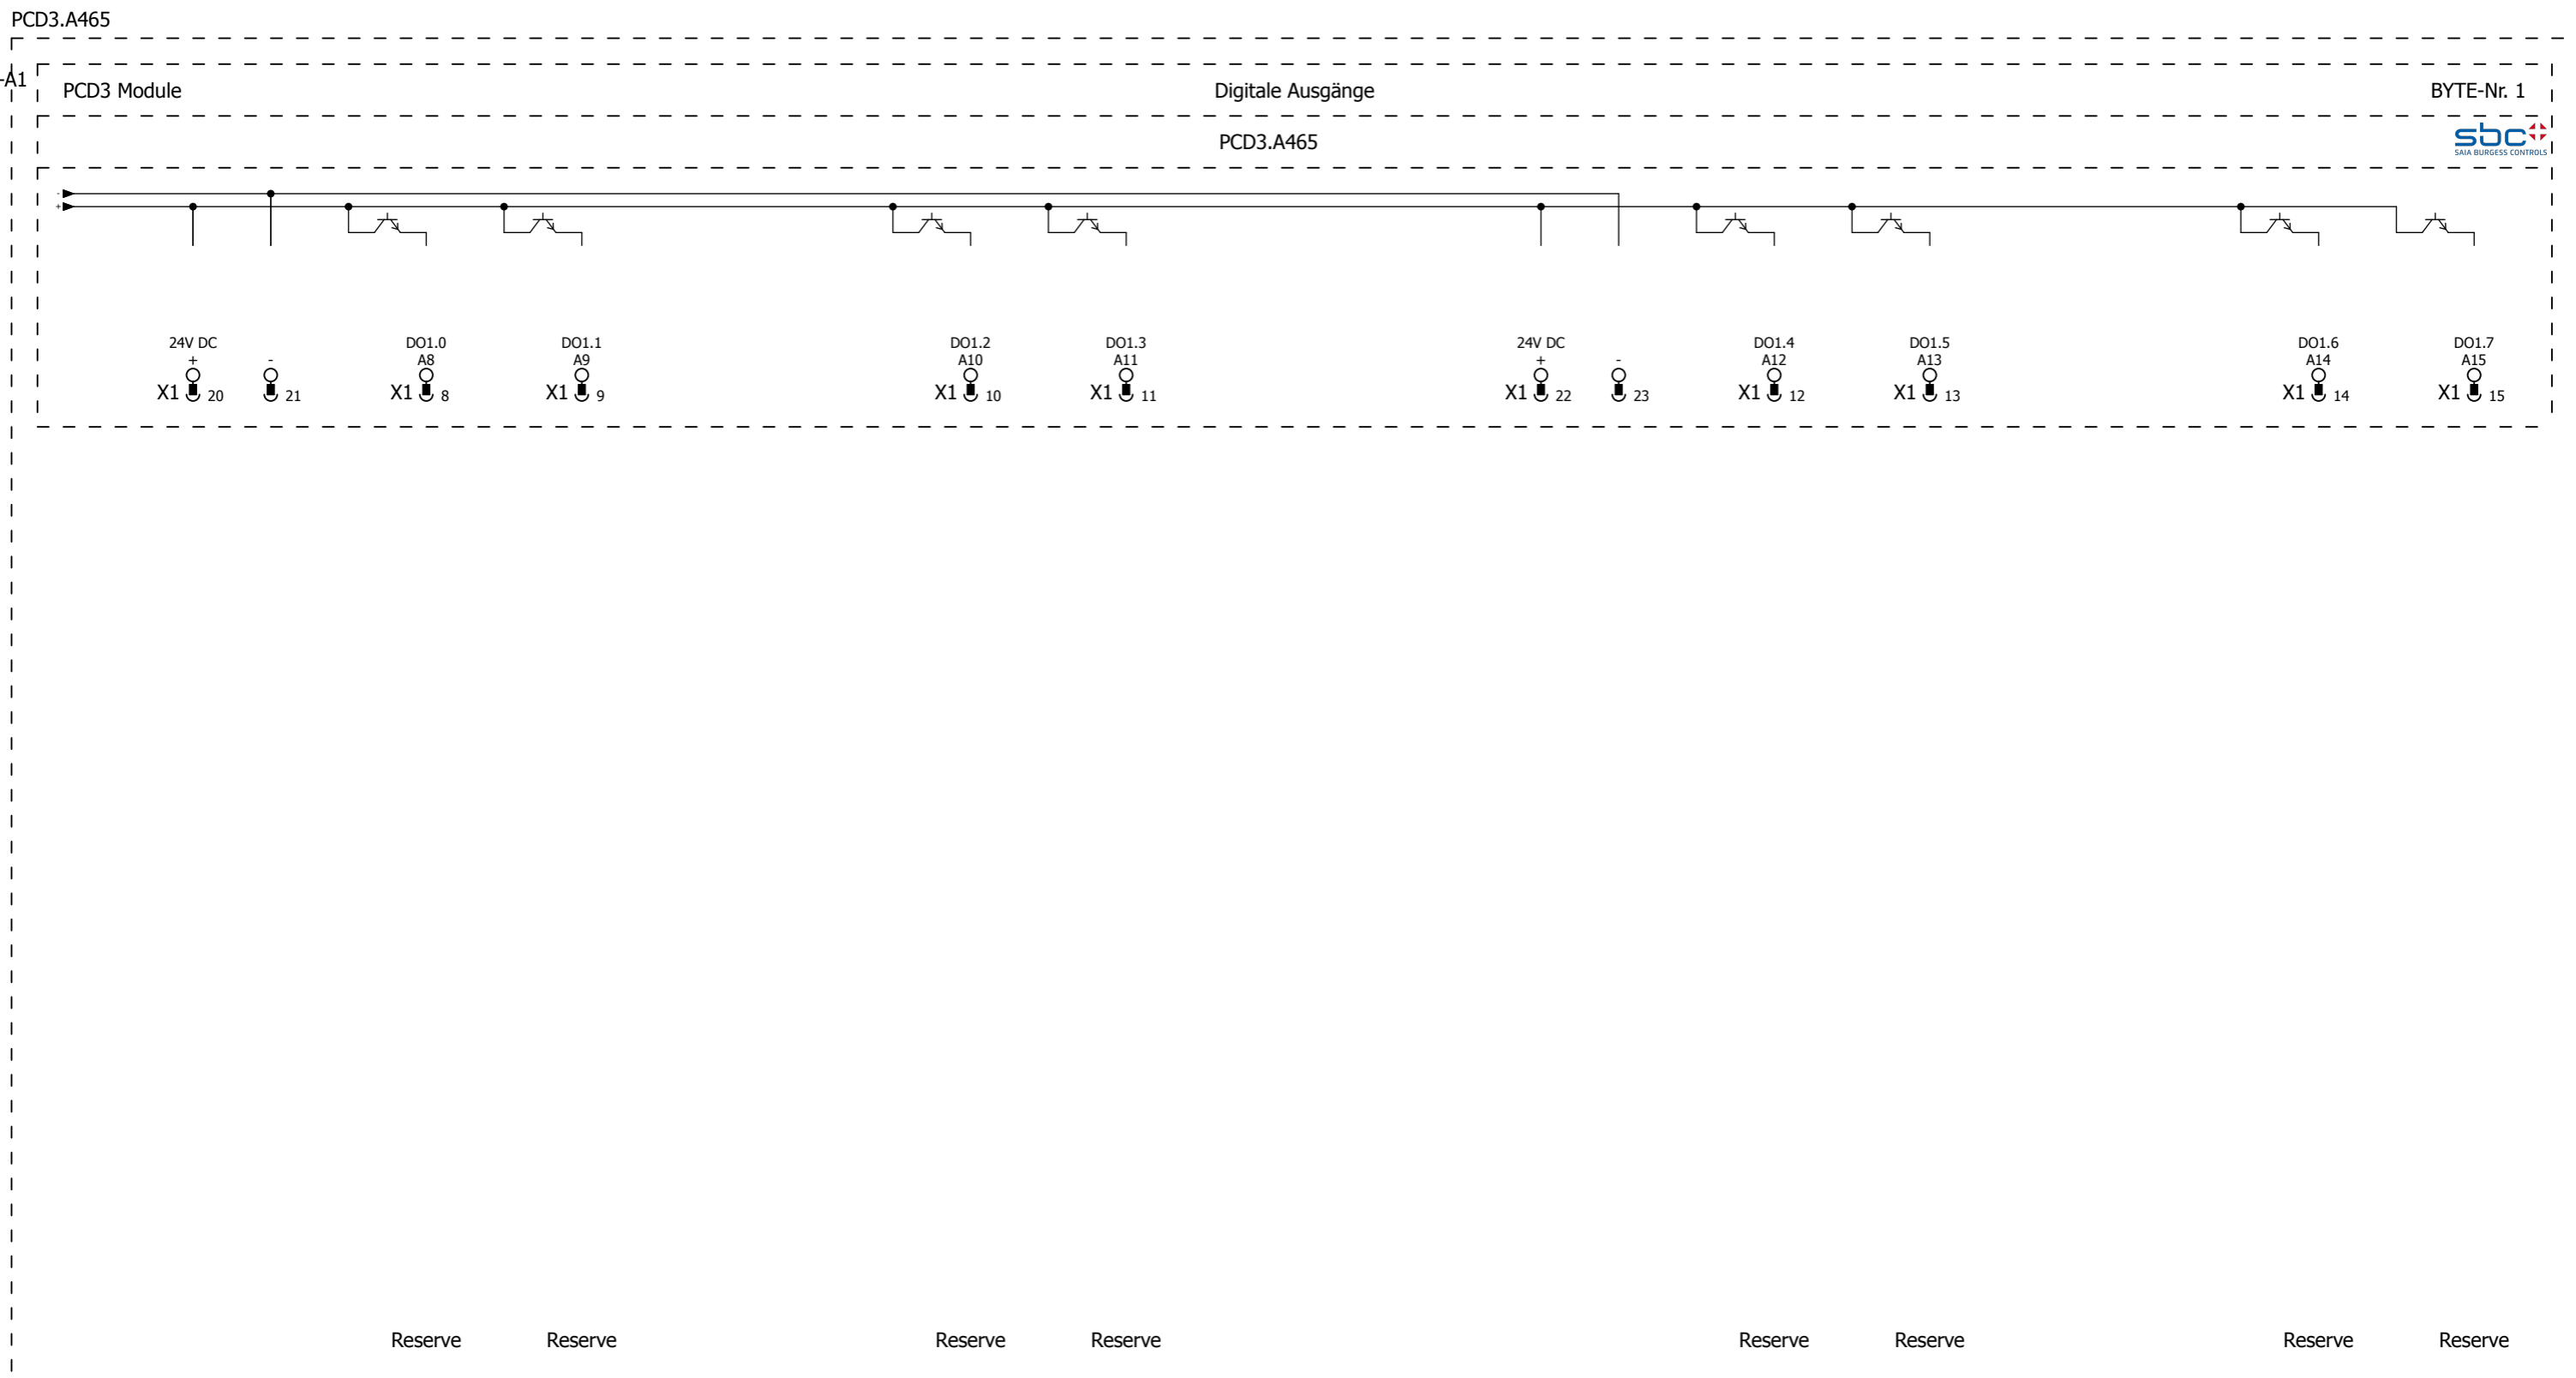 PCD3.A465
-A1
PCD3 Module Digitale Ausgänge BYTE-Nr. 1
PCD3.A465
sbc
SAIA BURGESS CONTROLS
-
+
24V DC DO1.0 DO1.1 DO1.2 DO1.3 24V DC DO1.4 DO1.5 DO1.6 DO1.7
+ - A8 A9 A10 A11 + - A12 A13 A14 A15
X1 20 21 X1 8 X1 9 X1 10 X1 11 X1 22 23 X1 12 X1 13 X1 14 X1 15
Reserve Reserve Reserve Reserve Reserve Reserve Reserve Reserve